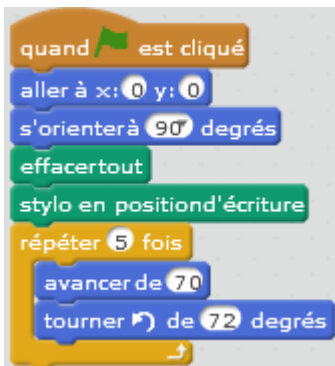 quand est cliqué
aller à x: 0 y: 0
s'orienter à 90 degrés
effacer tout
stylo en position d'écriture
répéter 5 fois
avancer de 70
tourner de 72 degrés